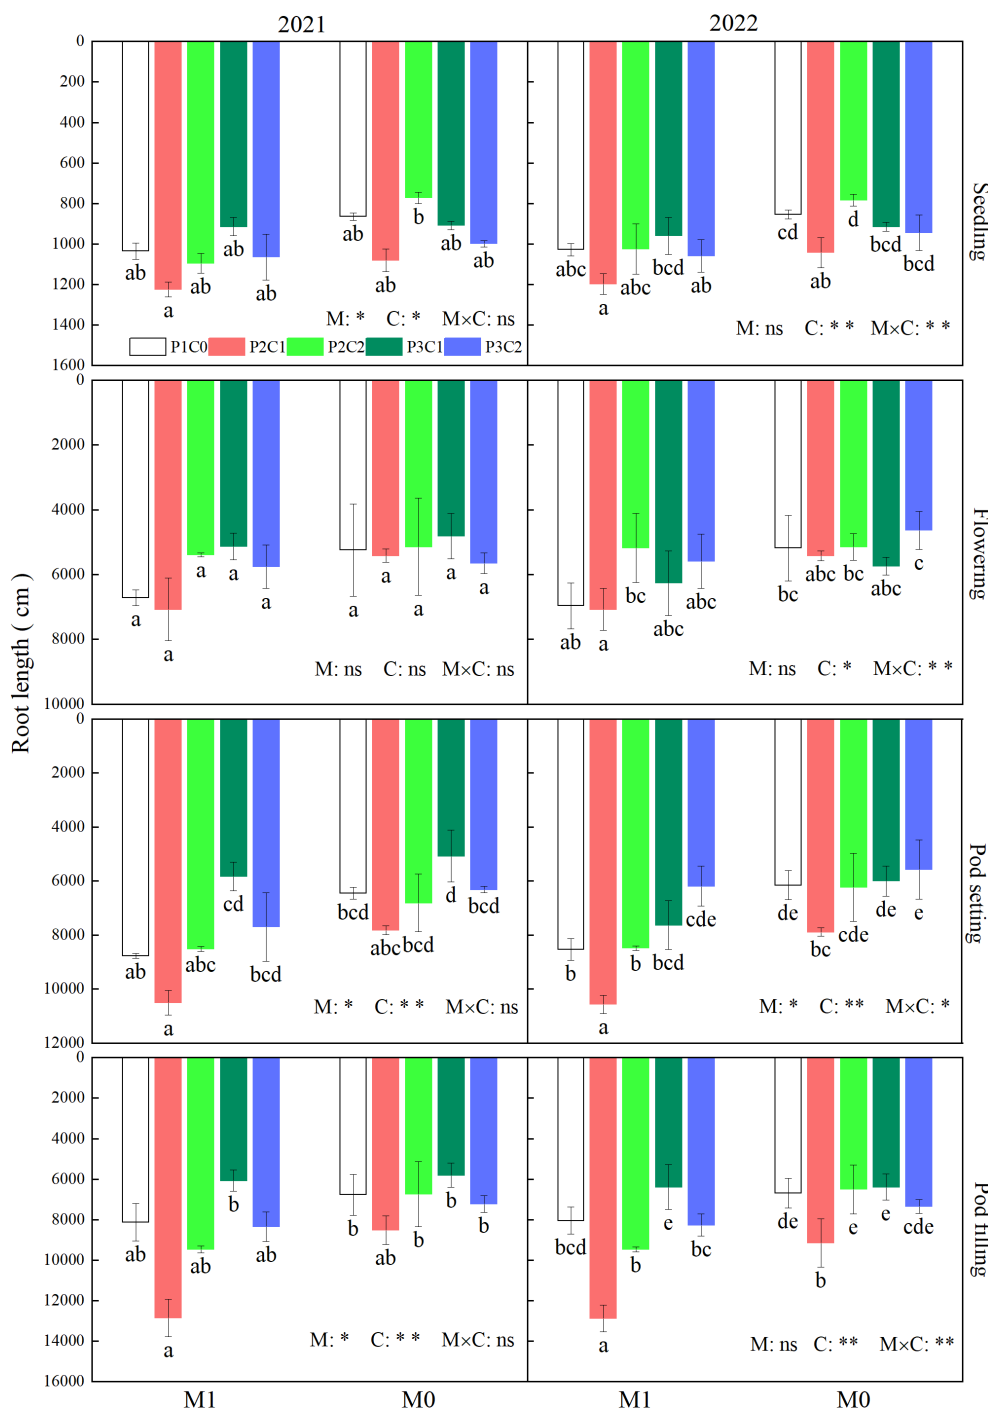 2021 2022
0
200
400
600
800
1000
1200
1400
1600
ab a ab ab ab ab ab b ab ab
abc a abc bcd ab cd ab d bcd bcd
M: * C: * M×C: ns
M: ns C: * * M×C: * *
P1C0 P2C1 P2C2 P3C1 P3C2
Seedling
0
2000
4000
6000
8000
10000
a a a a a a a a a a
ab a bc abc abc bc abc bc abc c
M: ns C: ns M×C: ns
M: ns C: * M×C: * *
Flowering
Root length ( cm )
0
2000
4000
6000
8000
10000
12000
ab a abc cd bcd bcd abc bcd d bcd
b a b bcd cde de bc cde de e
M: * C: * * M×C: ns
M: * C: ** M×C: *
Pod setting
0
2000
4000
6000
8000
10000
12000
14000
16000
ab a ab b ab b ab b b b
bcd a b e bc de b e e cde
M: * C: * * M×C: ns
M: ns C: ** M×C: **
Pod filling
M1 M0 M1 M0